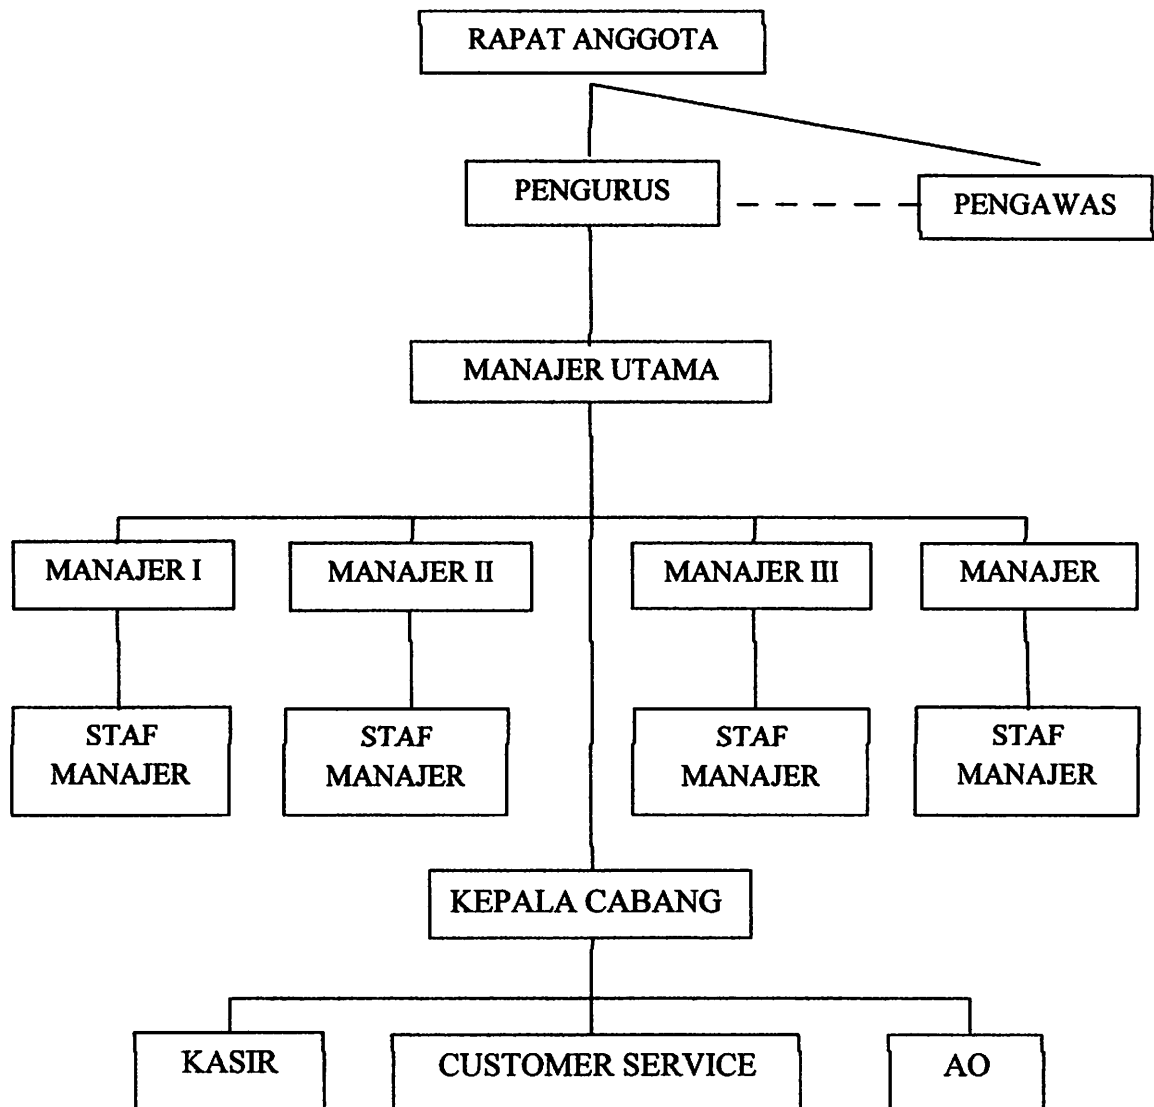 RAPAT ANGGOTA
PENGURUS
PENGAWAS
MANAJER UTAMA
MANAJER I
MANAJER II
MANAJER III
MANAJER
STAF
MANAJER
STAF
MANAJER
STAF
MANAJER
STAF
MANAJER
KEPALA CABANG
KASIR
CUSTOMER SERVICE
AO